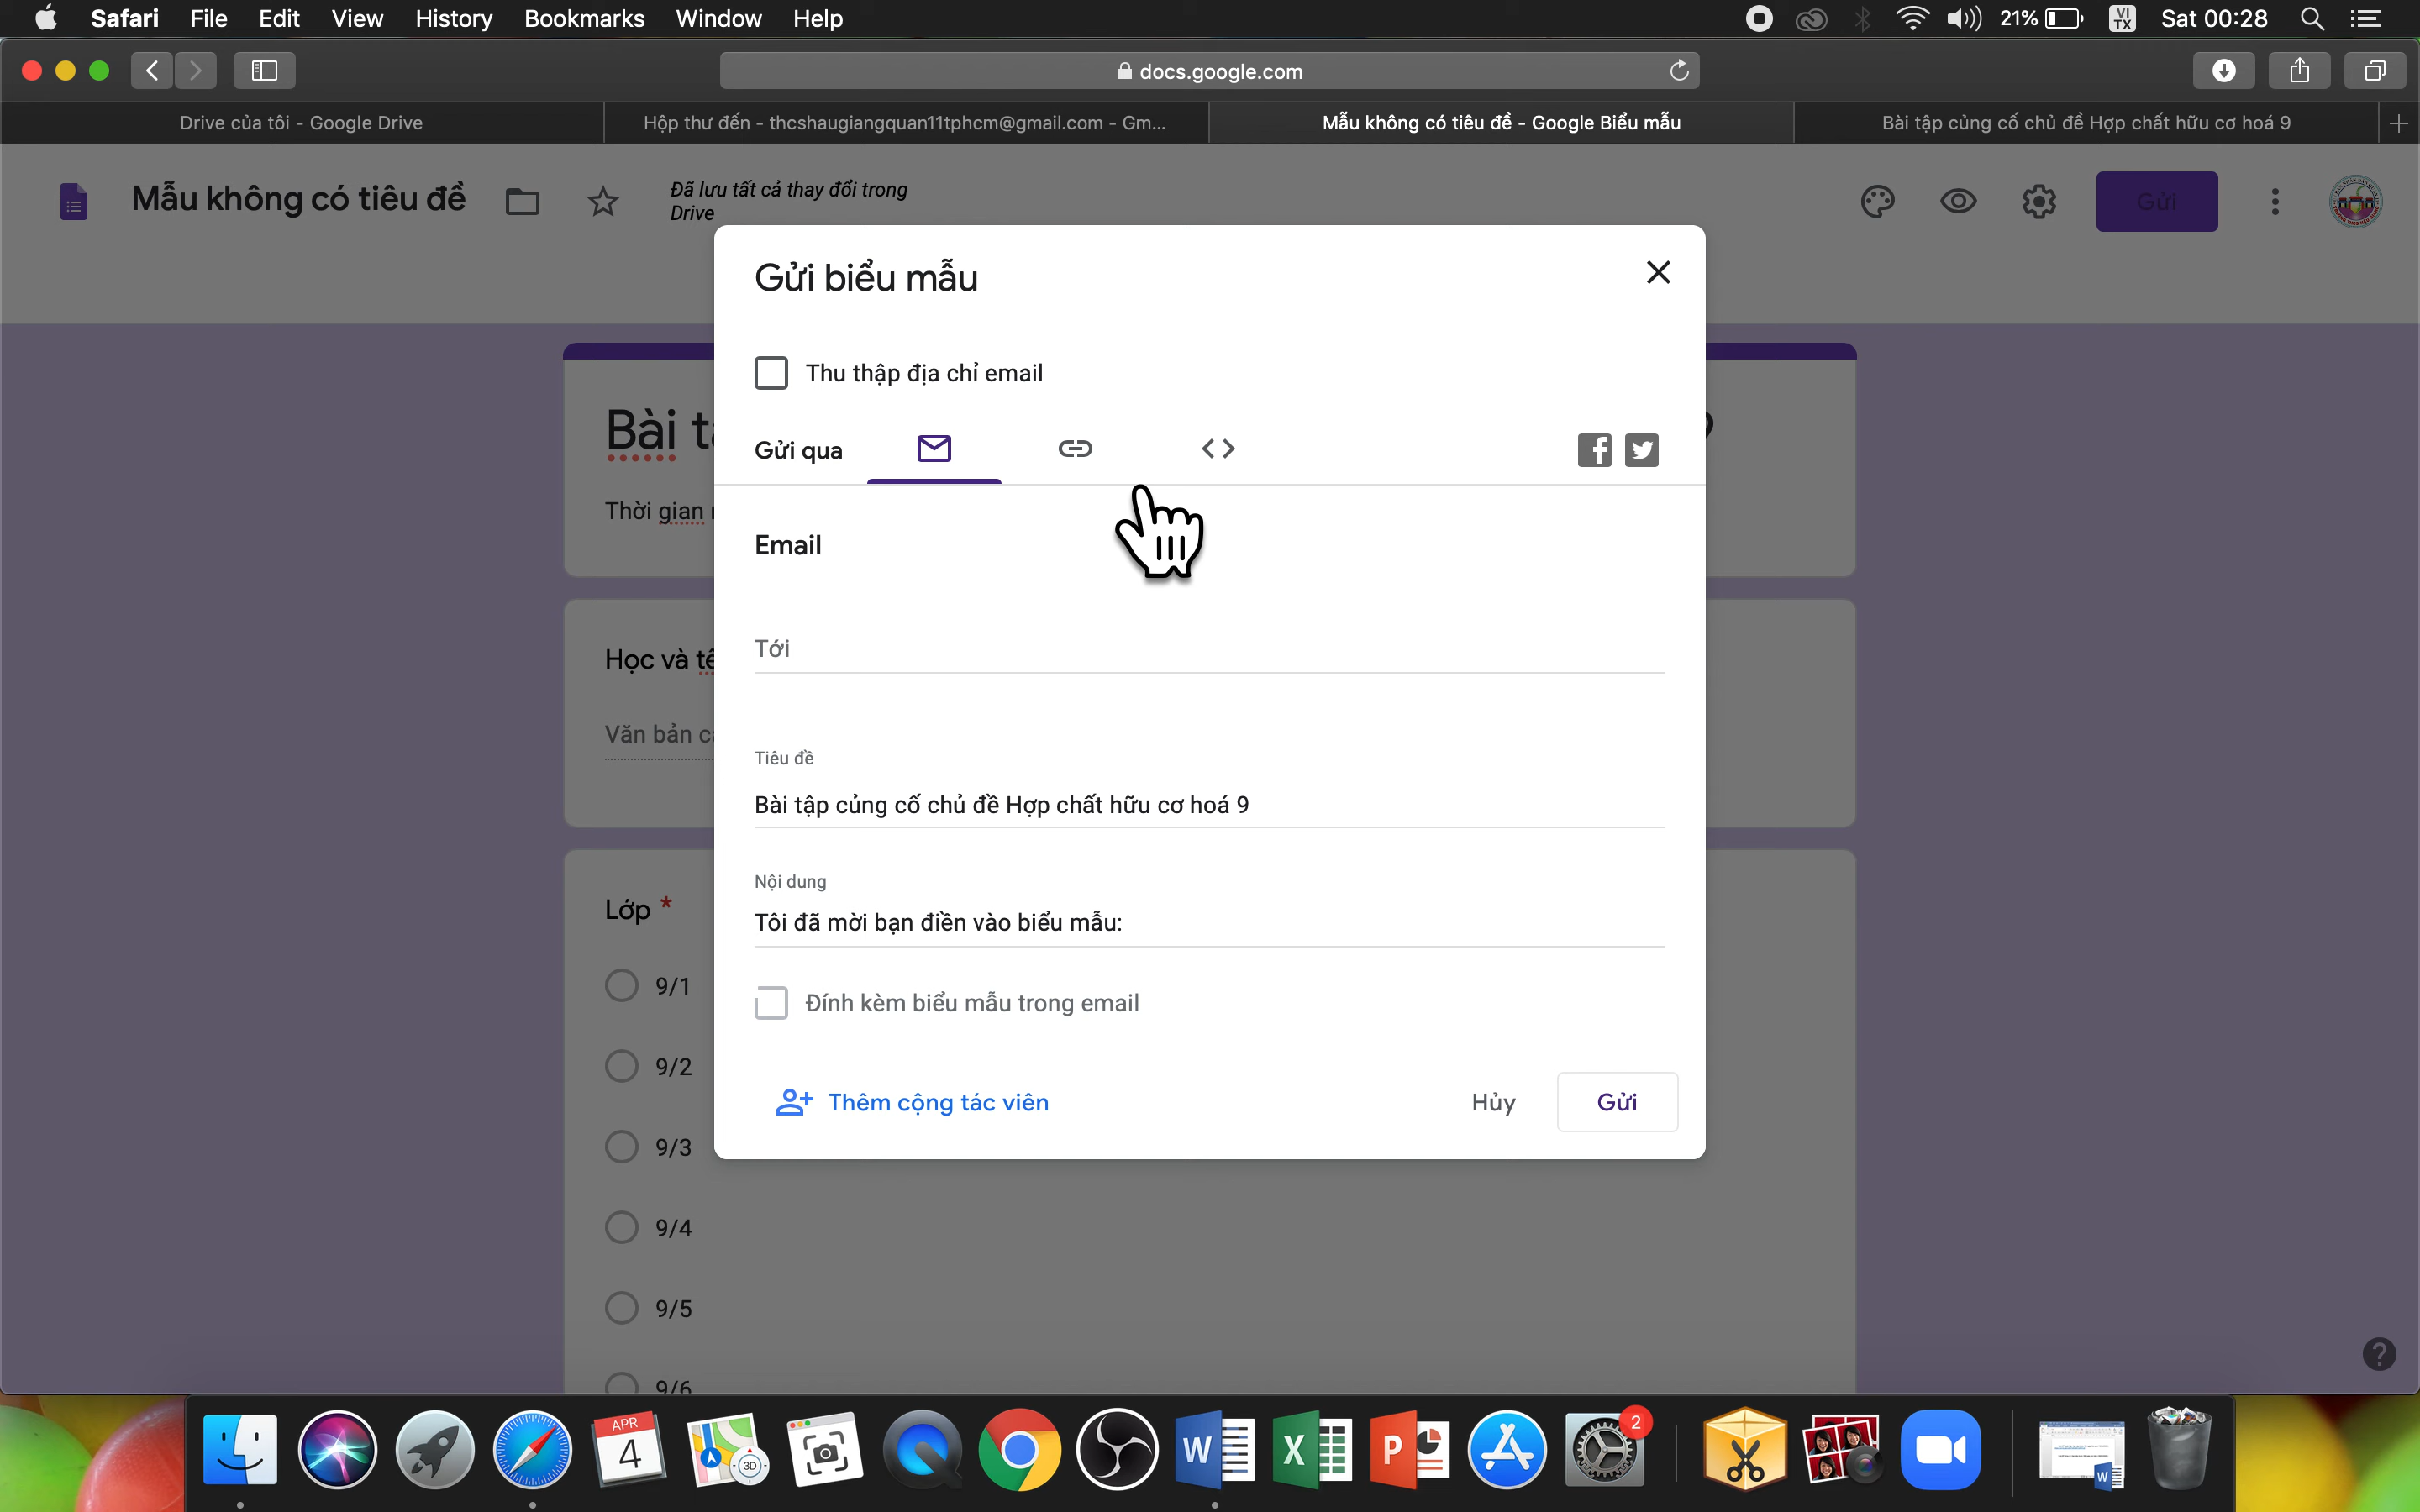 Safari File Edit View History Bookmarks Window Help 21% VI TX Sat 00:28
docs.google.com
Drive của tôi - Google Drive
Hộp thư đến - thcshaugiangquan11tphcm@gmail.com - Gm...
Mẫu không có tiêu đề - Google Biểu mẫu
Bài tập củng cố chủ đề Hợp chất hữu cơ hoá 9
Mẫu không có tiêu đề
Đã lưu tất cả thay đổi trong
Drive
Gửi
Gửi biểu mẫu
Thu thập địa chỉ email
Bài
Gửi qua
Thời gian
Email
Tới
Học và tê
Văn bản
Tiêu đề
Bài tập củng cố chủ đề Hợp chất hữu cơ hoá 9
Nội dung
Tôi đã mời bạn điền vào biểu mẫu:
Lớp *
9/1
Đính kèm biểu mẫu trong email
9/2
Thêm cộng tác viên
Hủy
Gửi
9/3
9/4
9/5
9/6
APR
4
3D
W
X
P
2
W